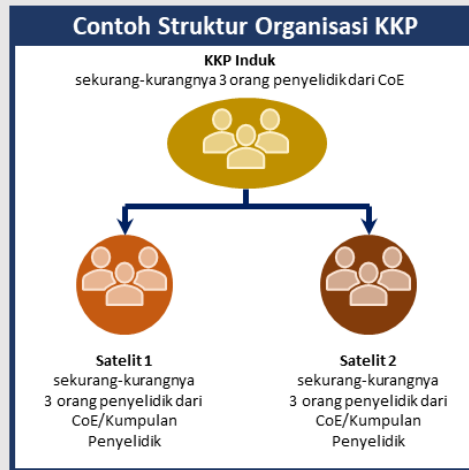 Contoh Struktur Organisasi KKP
KKP Induk
sekurang-kurangnya 3 orang penyelidik dari CoE
Satelit 1
sekurang-kurangnya
3 orang penyelidik dari
CoE/Kumpulan
Penyelidik
Satelit 2
sekurang-kurangnya
3 orang penyelidik dari
CoE/Kumpulan
Penyelidik